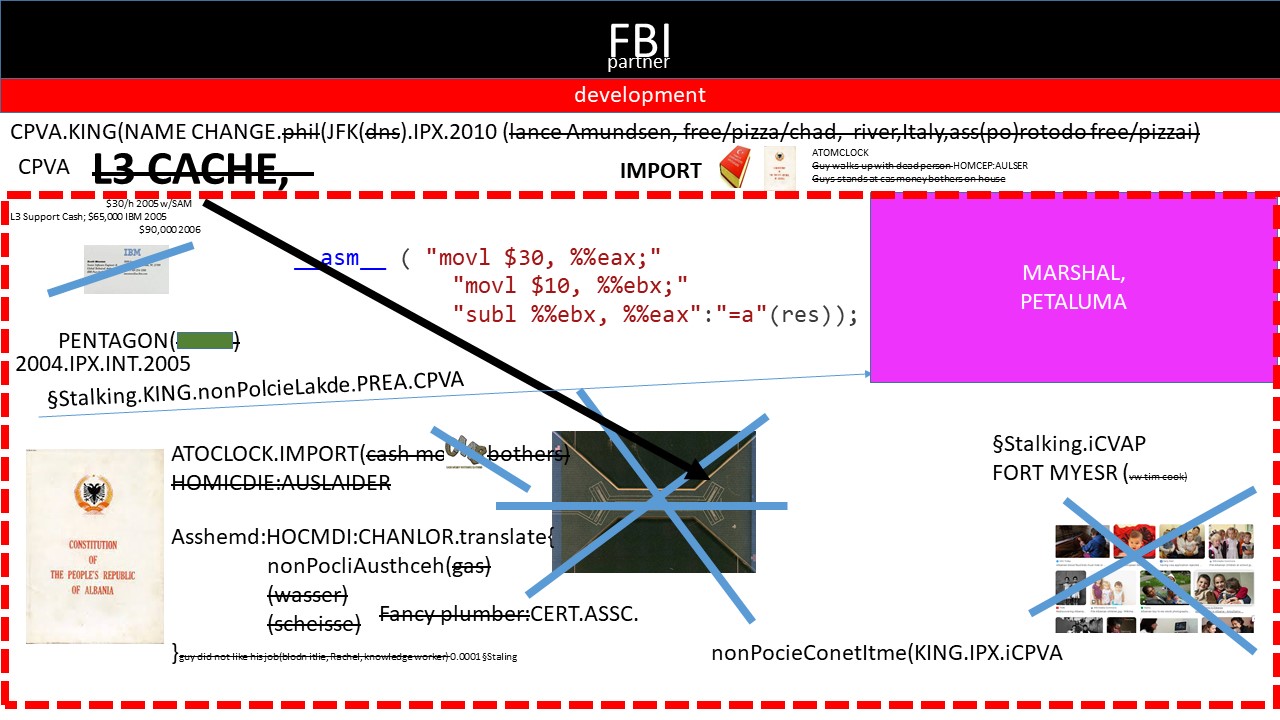 FBI
partner
development
CPVA.KING(NAME CHANGE.phil(JFK(dns).IPX.2010 (lance Amundsen, free/pizza/chad, river,Italy,ass(po)rotodo free/pizzai)
CPVA L3 CACHE,
IMPORT
ATOMCLOCK
Guy walks up with dead person HOMCEP:AULSER
Guys stands at cas money bothers on house
$30/h 2005 w/SAM
L3 Support Cash; $65,000 IBM 2005
$90,000 2006
IBM
__asm__ ( "movl $30, %%eax;"
"movl $10, %%ebx;"
"subl %%ebx, %%eax":"=a"(res));
MARSHAL,
PETALUMA
PENTAGON( )
2004.IPX.INT.2005
§Stalking.KING.nonPolcieLakde.PREA.CPVA
ATOCLOCK.IMPORT(cash mc bothers)
HOMICDIE:AUSLAIDER
§Stalking.iCVAP
FORT MYESR (vw tim cook)
CONSTITUTION
OF
THE PEOPLE'S REPUBLIC
OF ALBANIA
Asshemd:HOCMDI:CHANLOR.translate{
nonPocliAusthceh(gas)
(wasser)
(scheisse)
Fancy plumber:CERT.ASSC.
}guy did not like his job(blodn itlie, Rachel, knowledge worker) 0.0001 §Staling
nonPocieConetItme(KING.IPX.iCPVA